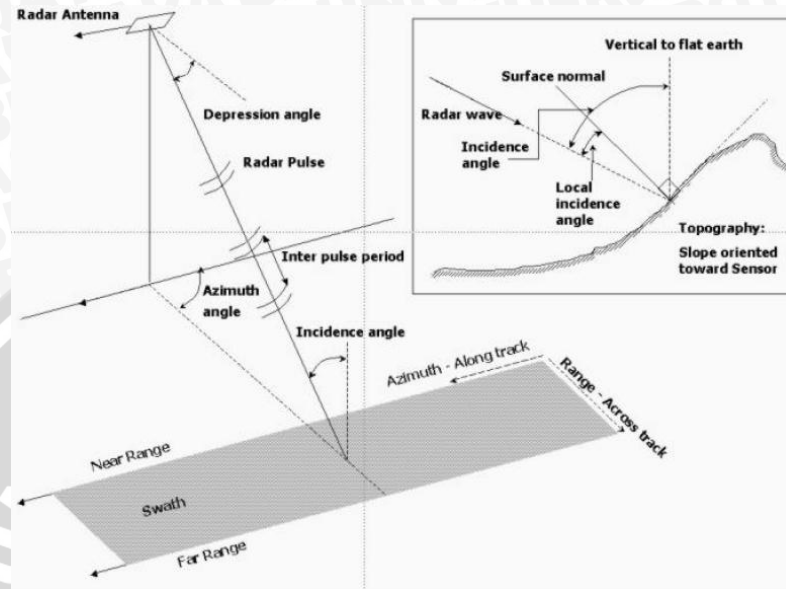 Radar Antenna
Depression angle
Radar Pulse
Inter pulse period
Azimuth
angle
Incidence angle
Azimuth - Along track
Range - Across track
Near Range
Swath
Far Range
Vertical to flat earth
Surface normal
Radar wave
Incidence
angle
Local
incidence
angle
Topography:
Slope oriented
toward Sensor